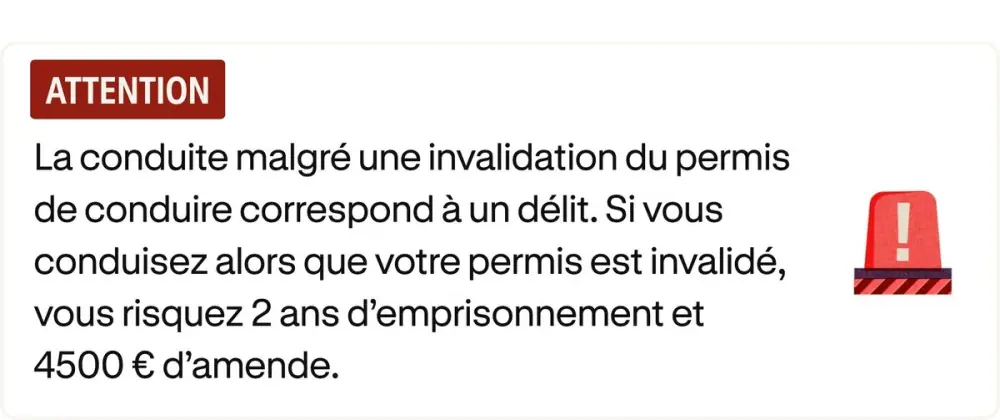 ATTENTION
La conduite malgré une invalidation du permis
de conduire correspond à un délit. Si vous
conduisez alors que votre permis est invalidé,
vous risquez 2 ans d’emprisonnement et
4500 € d’amende.
!